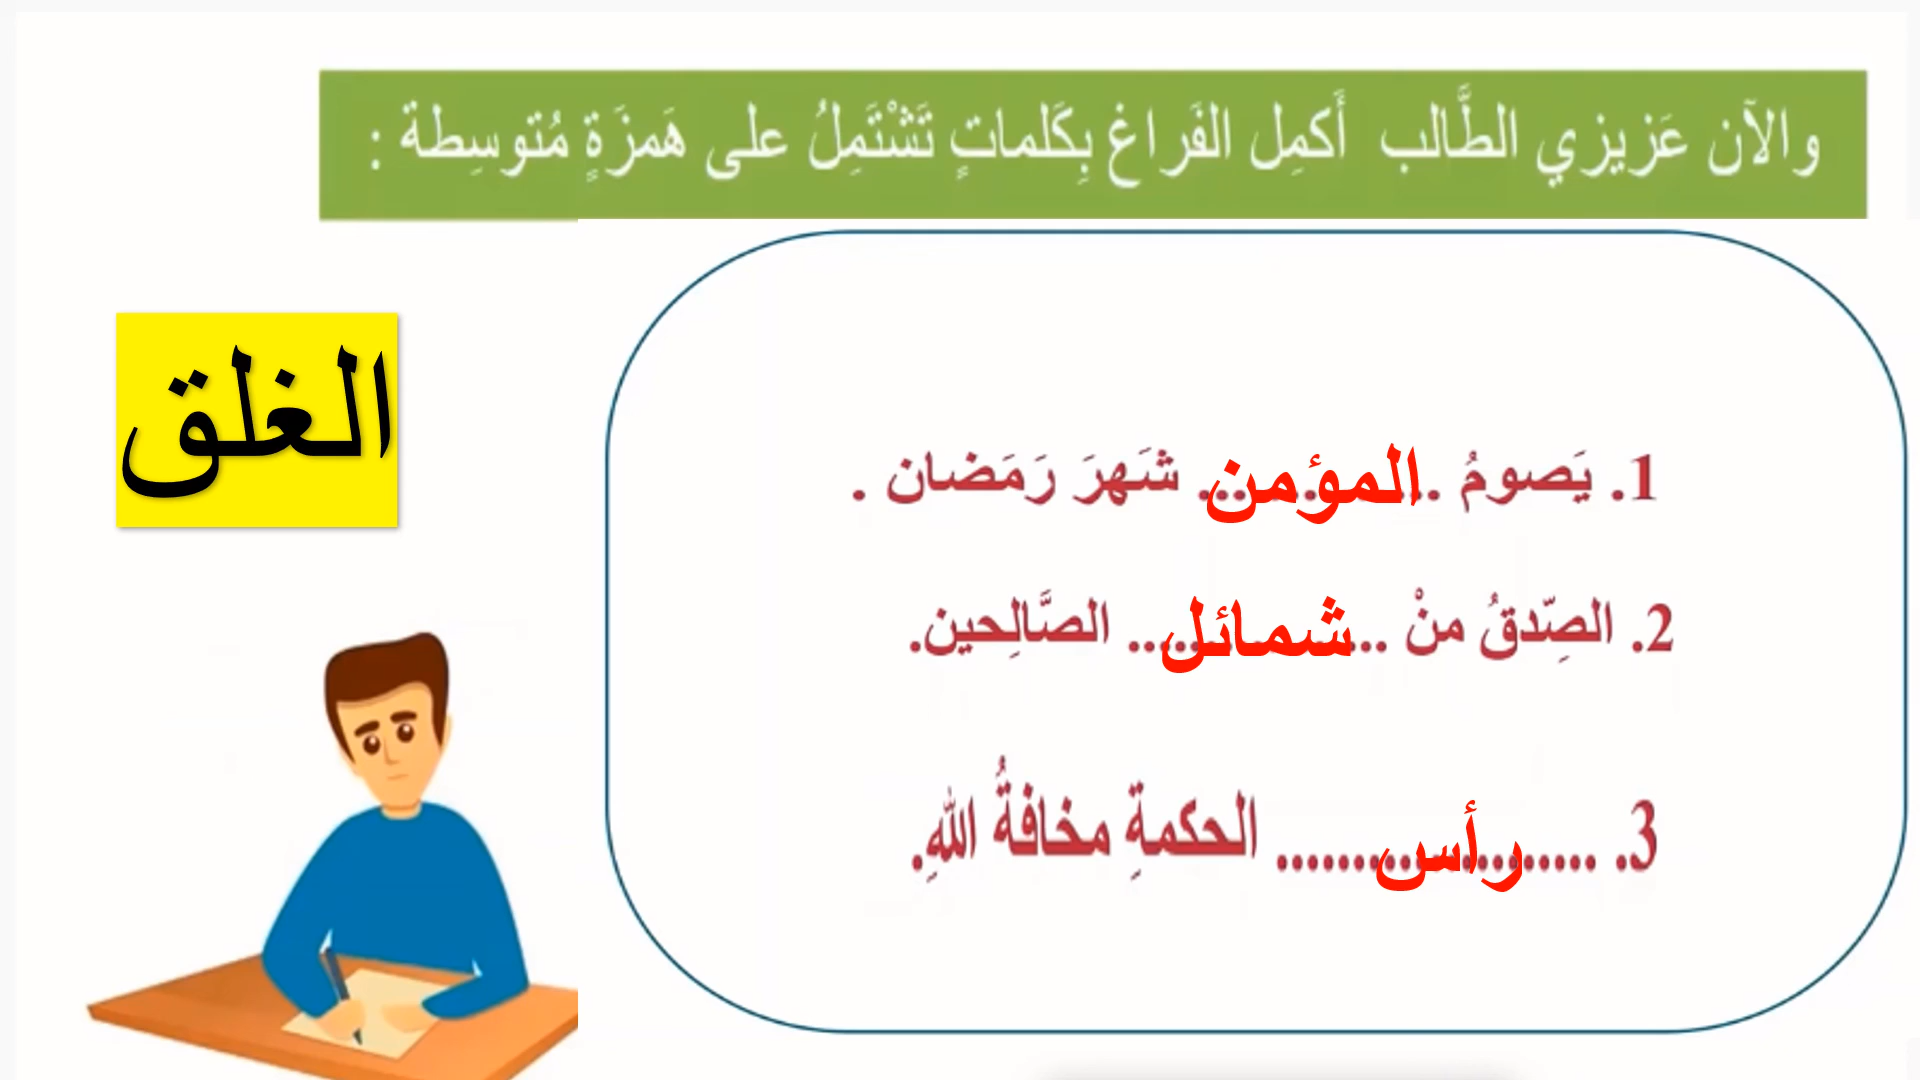 والآن عَزيزي الطَّالب أَكمِل الفَراغ بِكَلماتٍ تَشْتَمِلُ على هَمزَةٍ مُتوسِطة :
الغلق
1. يَصومُ ..المؤمن.. شَهرَ رَمَضان .
2. الصِّدقُ منْ ..شمائل.. الصَّالِحين.
3. .....رأس..... الحكمةِ مخافةُ اللهِ.